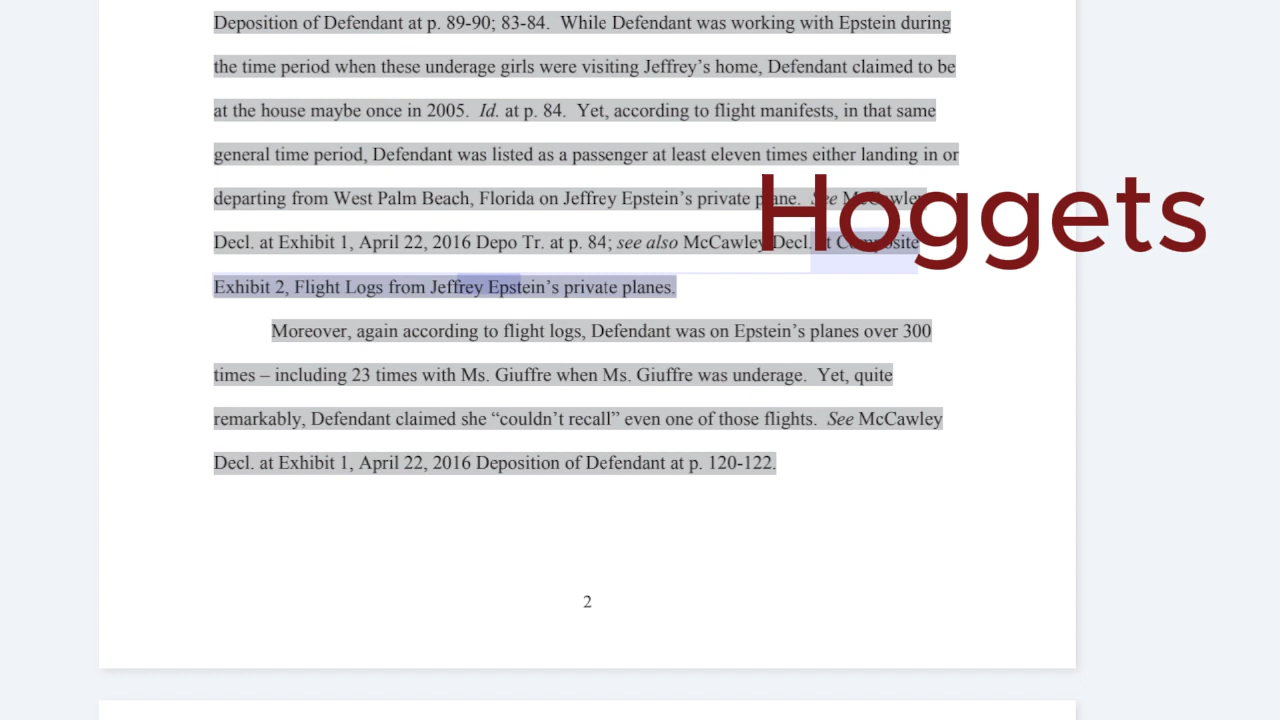 Deposition of Defendant at p. 89-90; 83-84.  While Defendant was working with Epstein during
the time period when these underage girls were visiting Jeffrey’s home, Defendant claimed to be
at the house maybe once in 2005.  Id. at p. 84.  Yet, according to flight manifests, in that same
general time period, Defendant was listed as a passenger at least eleven times either landing in or
departing from West Palm Beach, Florida on Jeffrey Epstein’s private plane.  See McCawley
Hoggets
Decl. at Exhibit 1, April 22, 2016 Depo Tr. at p. 84; see also McCawley Decl. at Composite
Exhibit 2, Flight Logs from Jeffrey Epstein’s private planes.
Moreover, again according to flight logs, Defendant was on Epstein’s planes over 300
times – including 23 times with Ms. Giuffre when Ms. Giuffre was underage.  Yet, quite
remarkably, Defendant claimed she “couldn’t recall” even one of those flights.  See McCawley
Decl. at Exhibit 1, April 22, 2016 Deposition of Defendant at p. 120-122.
2